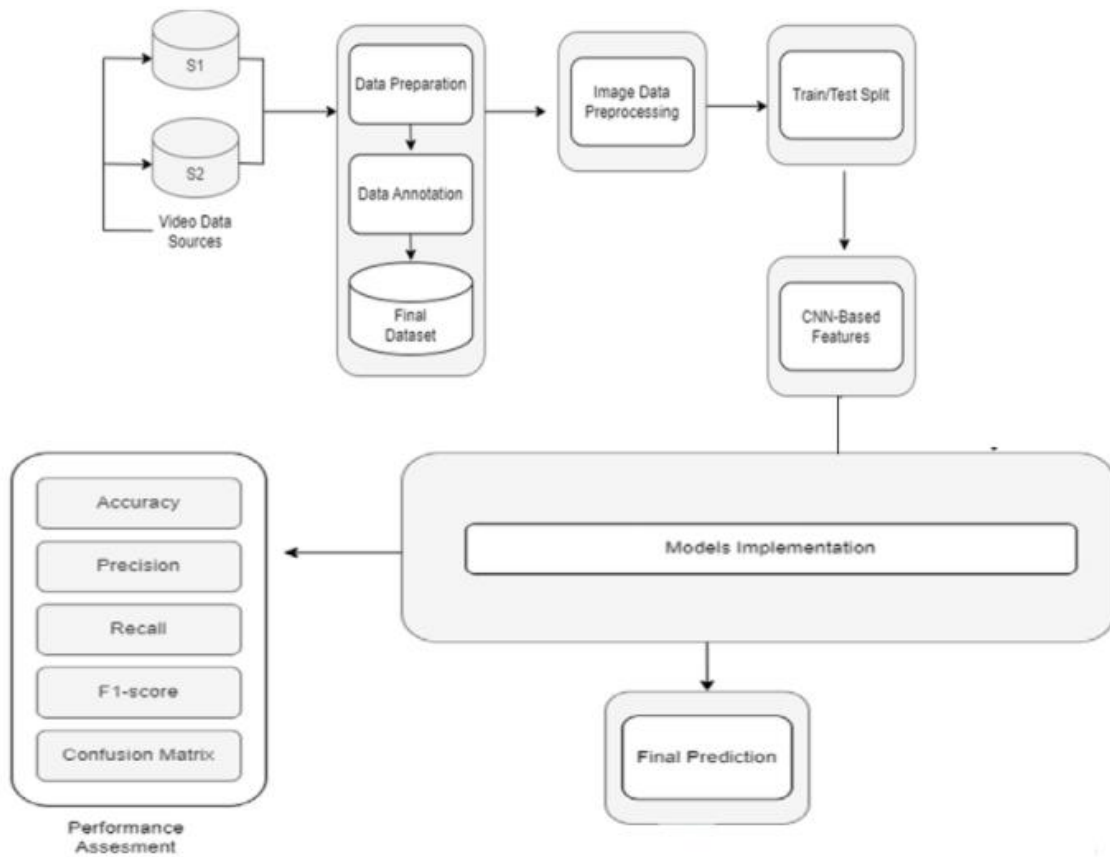 S1
S2
Video Data
Sources
Data Preparation
Data Annotation
Final
Dataset
Image Data
Preprocessing
Train/Test Split
CNN-Based
Features
Models Implementation
Final Prediction
Accuracy
Precision
Recall
F1-score
Confusion Matrix
Performance
Assesment